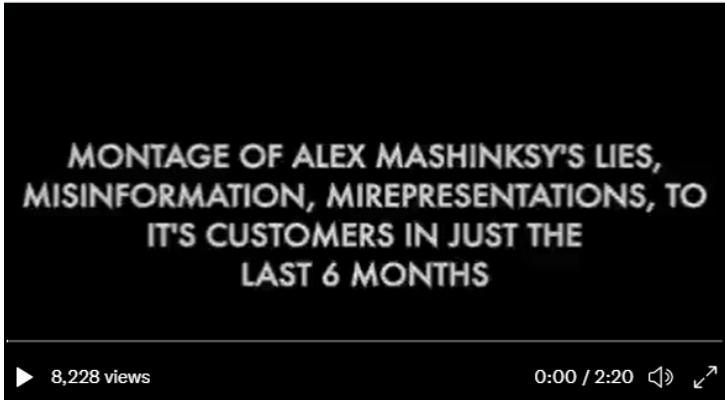 MONTAGE OF ALEX MASHINKSY'S LIES,
MISINFORMATION, MIREPRESENTATIONS, TO
IT'S CUSTOMERS IN JUST THE
LAST 6 MONTHS
8,228 views 0:00 / 2:20